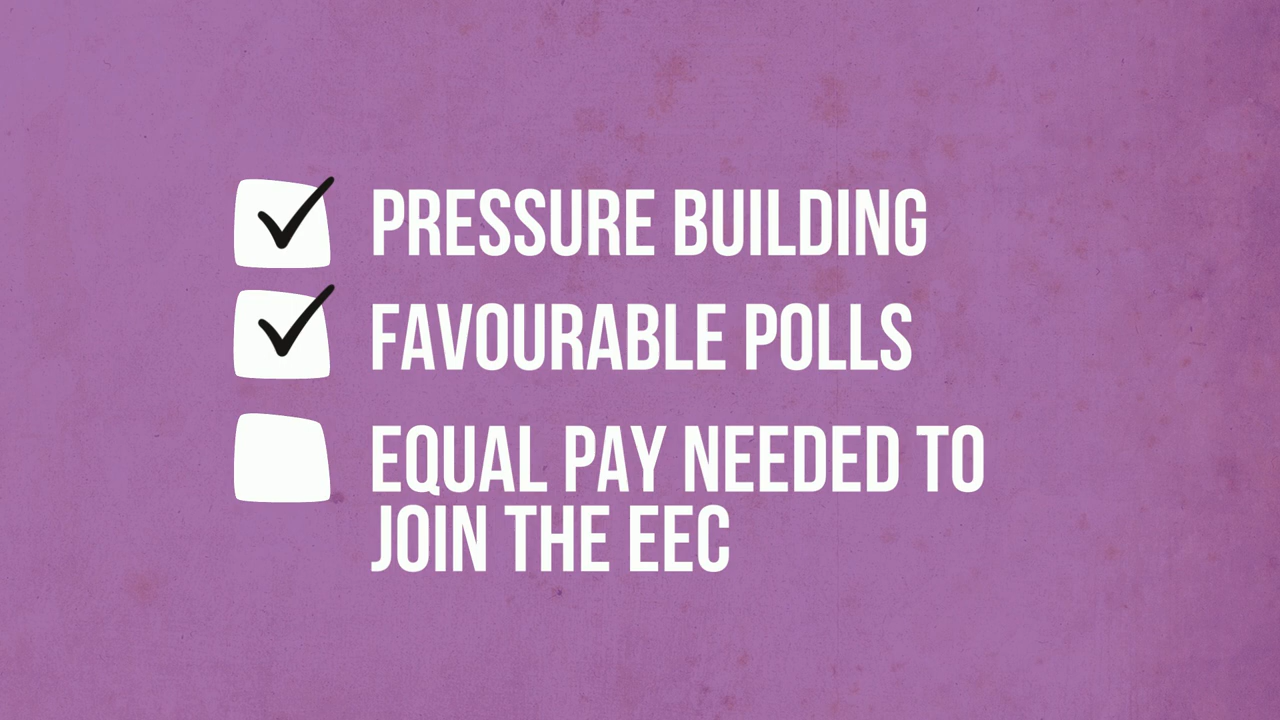 PRESSURE BUILDING
FAVOURABLE POLLS
EQUAL PAY NEEDED TO
JOIN THE EEC